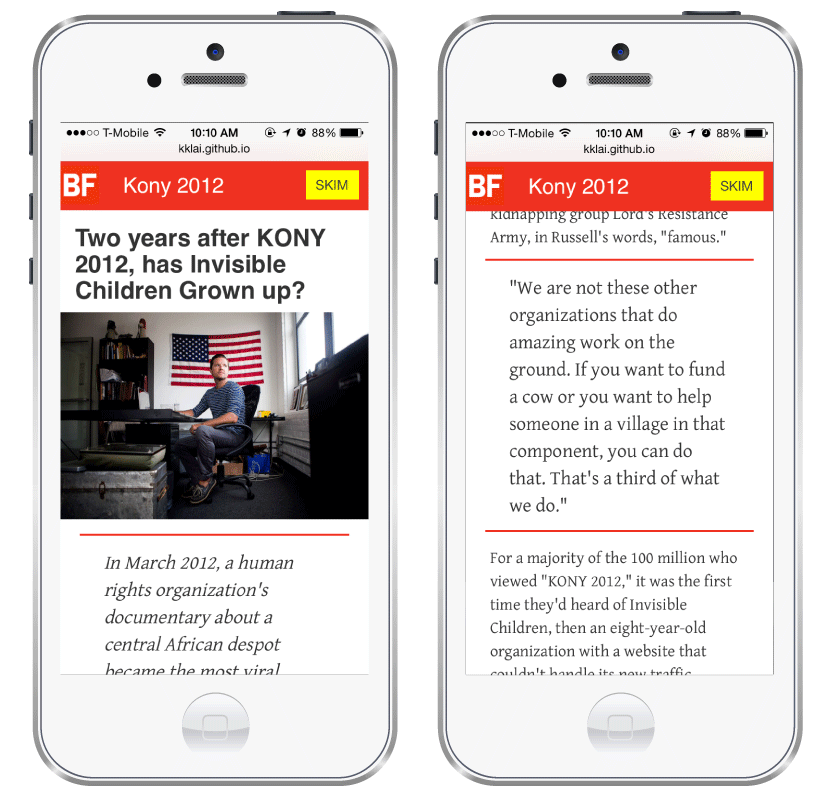 T-Mobile 10:10 AM 88%
kklai.github.io
BF Kony 2012 SKIM
Two years after KONY
2012, has Invisible
Children Grown up?
In March 2012, a human
rights organization's
documentary about a
central African despot
became the most viral
T-Mobile 10:10 AM 88%
kklai.github.io
BF Kony 2012 SKIM
kidnapping group Lord's Resistance
Army, in Russell's words, "famous."
"We are not these other
organizations that do
amazing work on the
ground. If you want to fund
a cow or you want to help
someone in a village in that
component, you can do
that. That's a third of what
we do."
For a majority of the 100 million who
viewed "KONY 2012," it was the first
time they'd heard of Invisible
Children, then an eight-year-old
organization with a website that
couldn't handle its new traffic